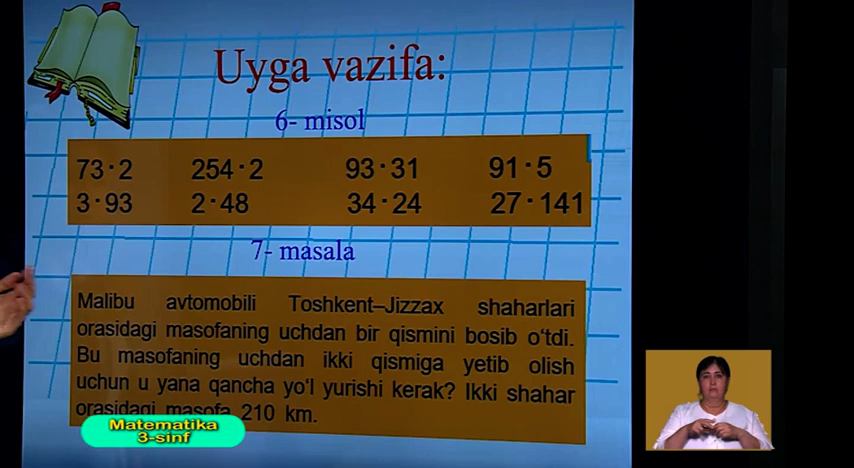 Uyga vazifa:
6- misol
73·2 254·2 93·31 91·5
3·93 2·48 34·24 27·141
7- masala
Malibu avtomobili Toshkent–Jizzax shaharlari
orasidagi masofaning uchdan bir qismini bosib o‘tdi.
Bu masofaning uchdan ikki qismiga yetib olish
uchun u yana qancha yo‘l yurishi kerak? Ikki shahar
orasidagi masofa 210 km.
Matematika
3-sinf